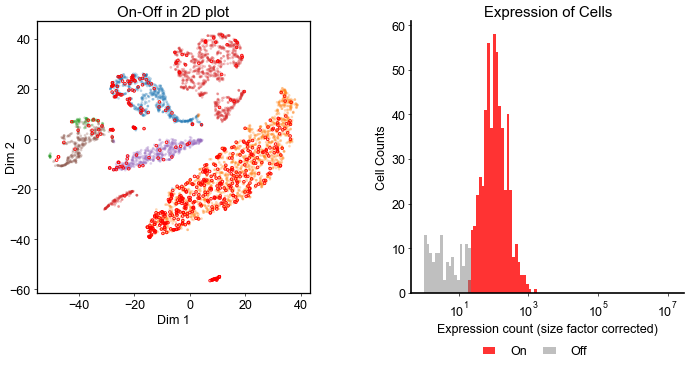 On-Off in 2D plot
Expression of Cells
40
20
0
−20
−40
−60
Dim 2
−40
−20
0
20
40
Dim 1
60
50
40
30
20
10
0
Cell Counts
10^1
10^3
10^5
10^7
Expression count (size factor corrected)
On
Off